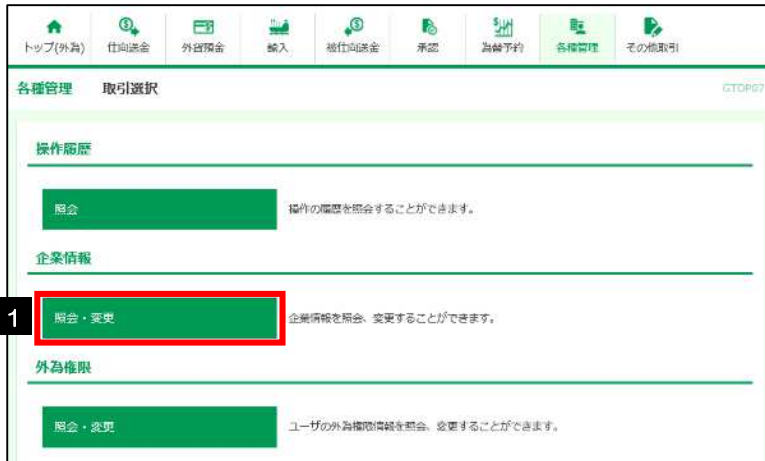 トップ(外為) 仕向送金 外貨預金 輸入 被仕向送金 承認 為替予約 各種管理 その他取引
各種管理 取引選択 GTOP07
操作履歴
照会 操作の履歴を照会することができます。
企業情報
1 照会・変更 企業情報を照会、変更することができます。
外為権限
照会・変更 ユーザの外為権限情報を照会、変更することができます。